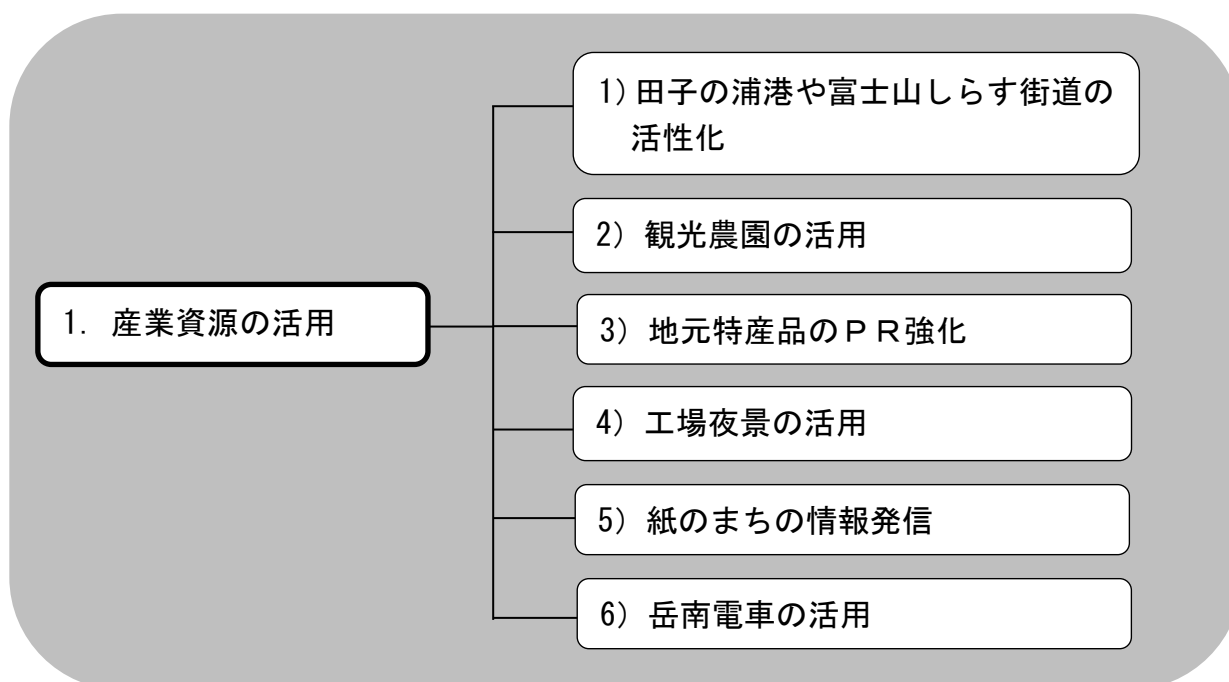 1. 産業資源の活用
1) 田子の浦港や富士山しらす街道の
活性化
2) 観光農園の活用
3) 地元特産品のＰＲ強化
4) 工場夜景の活用
5) 紙のまちの情報発信
6) 岳南電車の活用